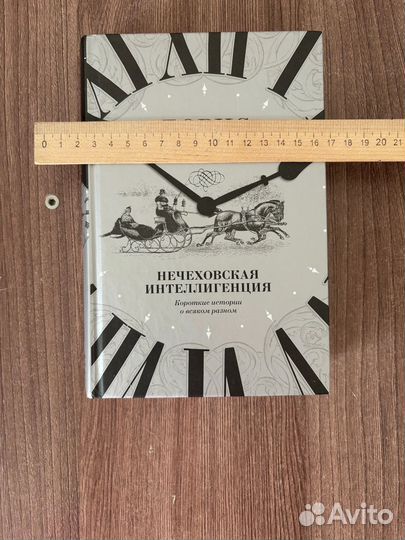 0 1 2 3 4 5 6 7 8 9 10 11 12 13 14 15 16 17 18 19 20 21
НЕЧЕХОВСКАЯ
ИНТЕЛЛИГЕНЦИЯ
Короткие истории
о всяком разном
Avito